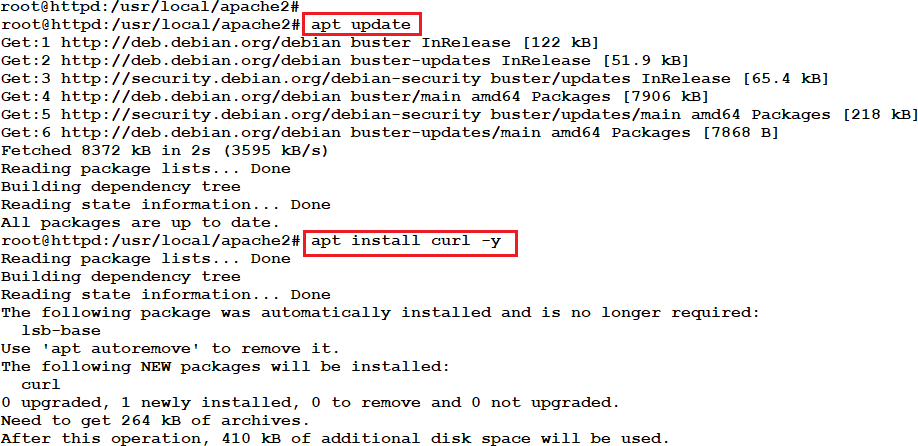 root@httpd:/usr/local/apache2#
root@httpd:/usr/local/apache2# apt update
Get:1 http://deb.debian.org/debian buster InRelease [122 kB]
Get:2 http://deb.debian.org/debian buster-updates InRelease [51.9 kB]
Get:3 http://security.debian.org/debian-security buster/updates InRelease [65.4 kB]
Get:4 http://deb.debian.org/debian buster/main amd64 Packages [7906 kB]
Get:5 http://security.debian.org/debian-security buster/updates/main amd64 Packages [218 kB]
Get:6 http://deb.debian.org/debian buster-updates/main amd64 Packages [7868 B]
Fetched 8372 kB in 2s (3595 kB/s)
Reading package lists... Done
Building dependency tree
Reading state information... Done
All packages are up to date.
root@httpd:/usr/local/apache2# apt install curl -y
Reading package lists... Done
Building dependency tree
Reading state information... Done
The following package was automatically installed and is no longer required:
  lsb-base
Use 'apt autoremove' to remove it.
The following NEW packages will be installed:
  curl
0 upgraded, 1 newly installed, 0 to remove and 0 not upgraded.
Need to get 264 kB of archives.
After this operation, 410 kB of additional disk space will be used.